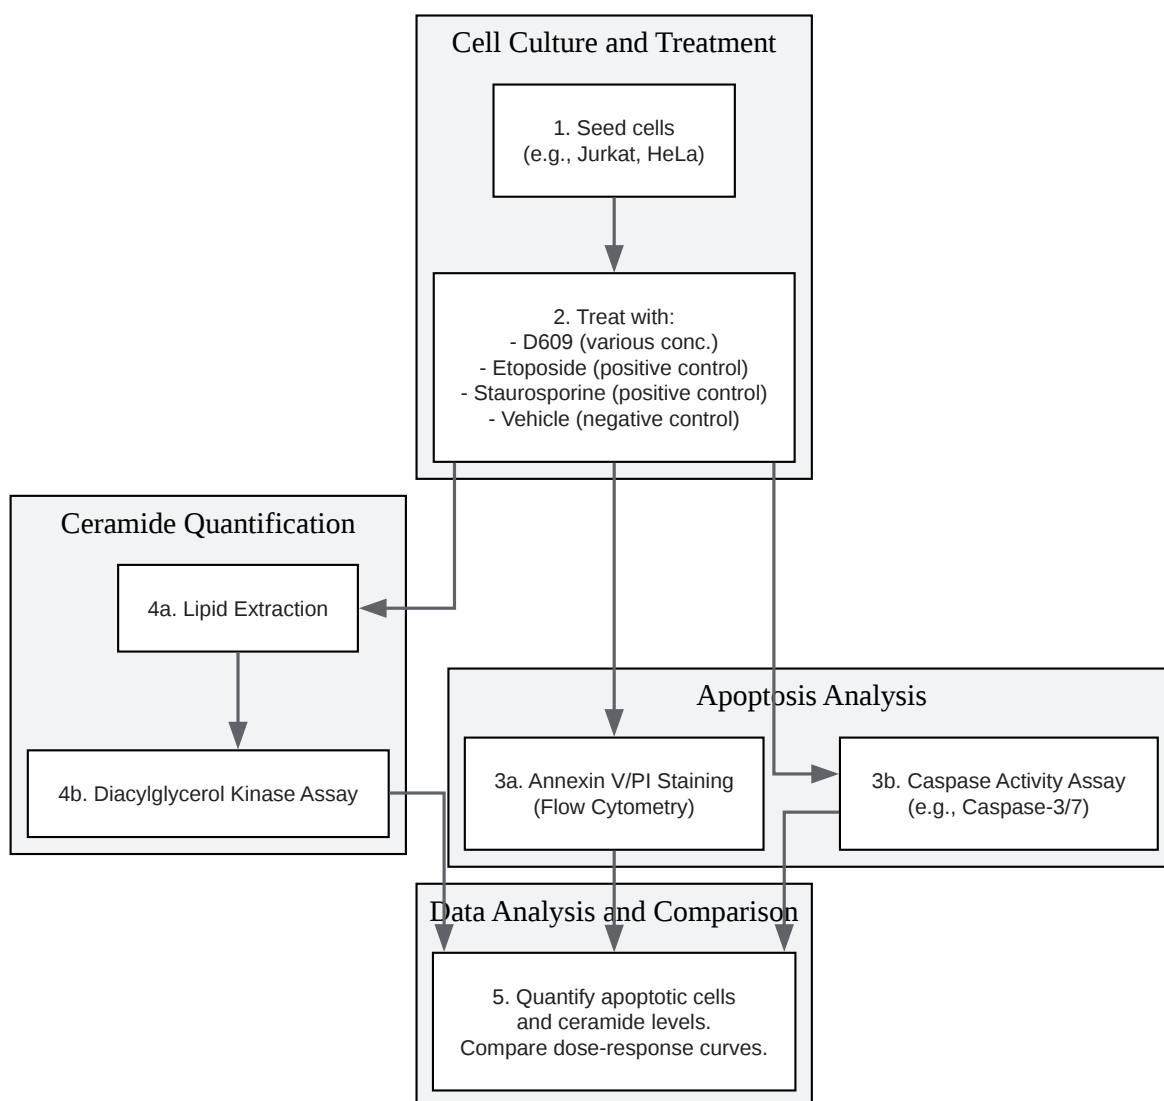 Cell Culture and Treatment
1. Seed cells
(e.g., Jurkat, HeLa)
2. Treat with:
- D609 (various conc.)
- Etoposide (positive control)
- Staurosporine (positive control)
- Vehicle (negative control)
Ceramide Quantification
4a. Lipid Extraction
4b. Diacylglycerol Kinase Assay
Apoptosis Analysis
3a. Annexin V/PI Staining
(Flow Cytometry)
3b. Caspase Activity Assay
(e.g., Caspase-3/7)
Data Analysis and Comparison
5. Quantify apoptotic cells
and ceramide levels.
Compare dose-response curves.